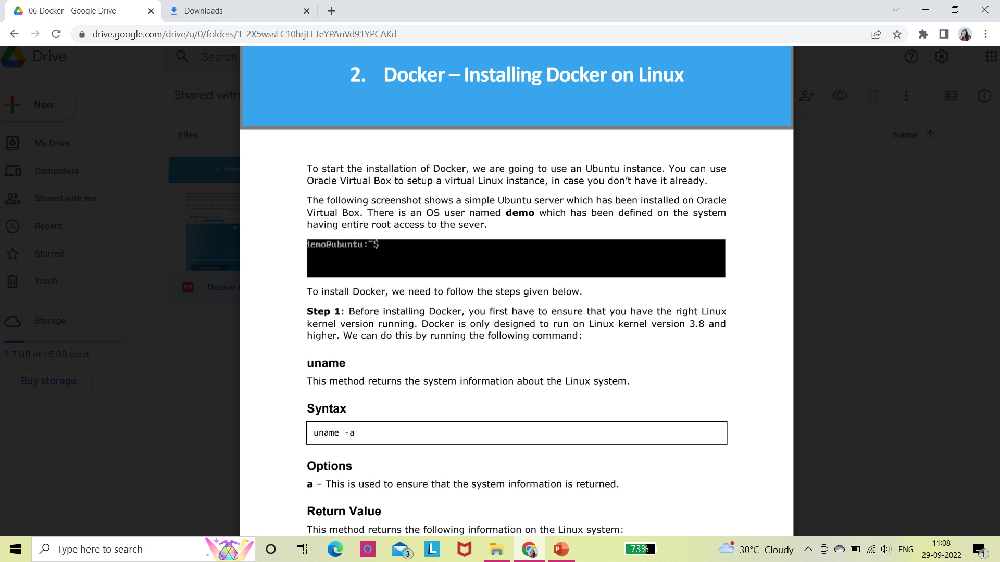 06 Docker - Google Drive
Downloads
drive.google.com/drive/u/0/folders/1_2X5wssFC10hrjEFTeYPAnVd91YPCAKd
Drive
Search
2. Docker – Installing Docker on Linux
Shared with
New
Files
Name
My Drive
Computers
Shared with me
Recent
Starred
Trash
Storage
2.7 GB of 15 GB used
Buy storage
1. Docke
BUILD, SH
PDF
Docker
To start the installation of Docker, we are going to use an Ubuntu instance. You can use
Oracle Virtual Box to setup a virtual Linux instance, in case you don’t have it already.
The following screenshot shows a simple Ubuntu server which has been installed on Oracle
Virtual Box. There is an OS user named demo which has been defined on the system
having entire root access to the sever.
demo@ubuntu:~$
To install Docker, we need to follow the steps given below.
Step 1: Before installing Docker, you first have to ensure that you have the right Linux
kernel version running. Docker is only designed to run on Linux kernel version 3.8 and
higher. We can do this by running the following command:
uname
This method returns the system information about the Linux system.
Syntax
uname -a
Options
a – This is used to ensure that the system information is returned.
Return Value
This method returns the following information on the Linux system:
Type here to search
3
L
P
73%
30°C Cloudy
ENG
11:08
29-09-2022
1